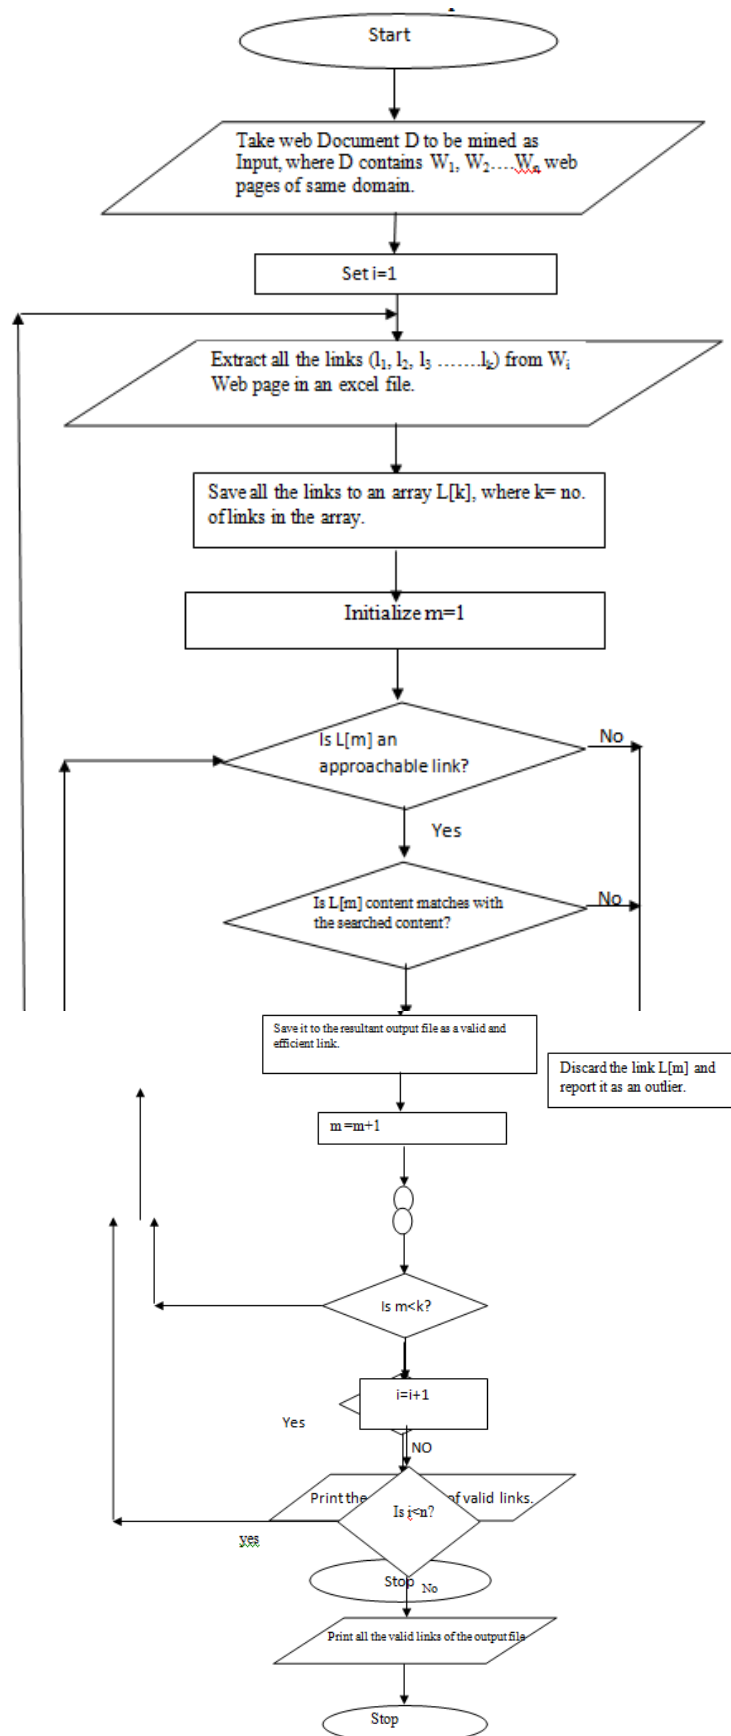 Start
Take web Document D to be mined as
Input, where D contains W₁, W₂....Wₙ web
pages of same domain.
Set i=1
Extract all the links (l₁, l₂, l₃ .......lₖ) from Wᵢ
Web page in an excel file.
Save all the links to an array L[k], where k= no.
of links in the array.
Initialize m=1
Is L[m] an
approachable link?
No
Yes
Is L[m] content matches with
the searched content?
No
Save it to the resultant output file as a valid and
efficient link.
Discard the link L[m] and
report it as an outlier.
m =m+1
Is m<k?
i=i+1
Yes
NO
Print the
of valid links.
Is i<n?
yes
Stop
No
Print all the valid links of the output file
Stop